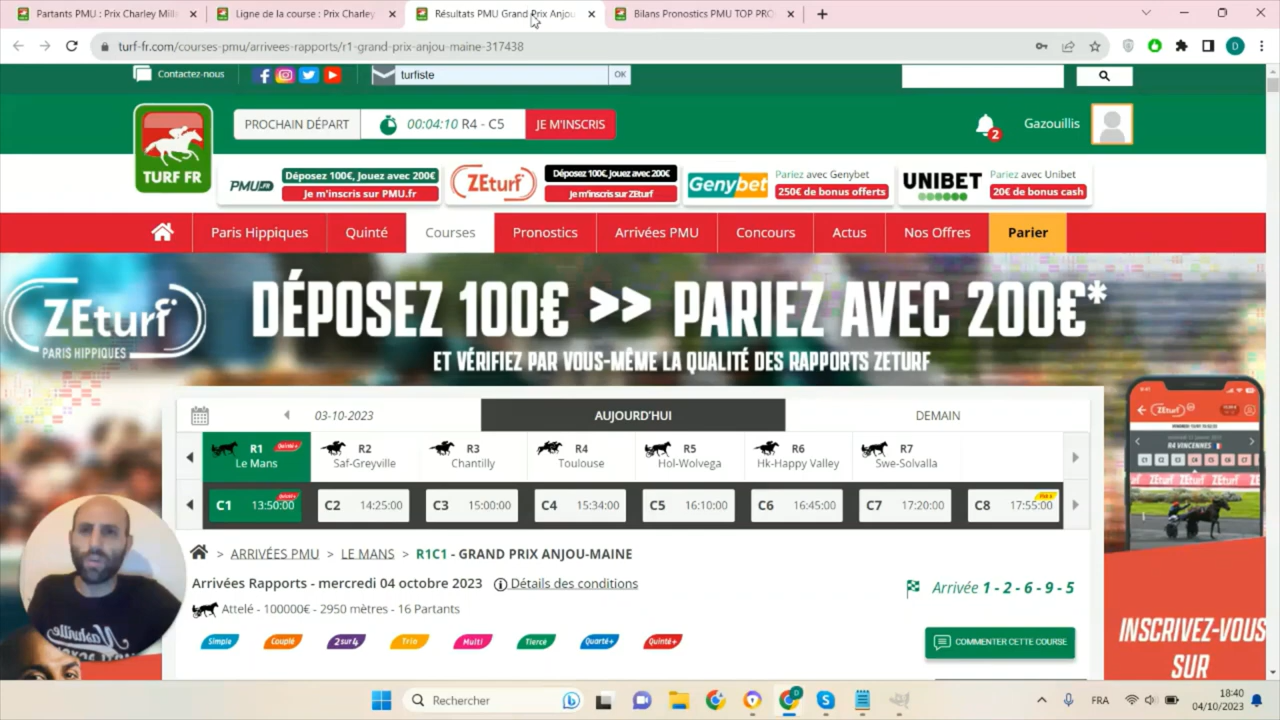 Partants PMU : Prix Charley Mille
Ligne de la course : Prix Charley
Résultats PMU Grand Prix Anjou
Bilans Pronostics PMU TOP PRO
turf-fr.com/courses-pmu/arrivees-rapports/r1-grand-prix-anjou-maine-317438
D
Contactez-nous
turfiste
OK
TURF FR
PROCHAIN DÉPART
00:04:10 R4 - C5
JE M'INSCRIS
2
Gazouillis
PMU.FR
Déposez 100€, Jouez avec 200€
Je m'inscris sur PMU.fr
ZEturf
Déposez 100€, Jouez avec 200€
Je m'inscris sur ZEturf
Genybet
Pariez avec Genybet
250€ de bonus offerts
UNIBET
Pariez avec Unibet
20€ de bonus cash
Paris Hippiques
Quinté
Courses
Pronostics
Arrivées PMU
Concours
Actus
Nos Offres
Parier
ZEturf
PARIS HIPPIQUES
DÉPOSEZ 100€ >> PARIEZ AVEC 200€*
ET VÉRIFIEZ PAR VOUS-MÊME LA QUALITÉ DES RAPPORTS ZETURF
03-10-2023
AUJOURD'HUI
DEMAIN
R1
Quinté+
Le Mans
R2
Saf-Greyville
R3
Chantilly
R4
Toulouse
R5
Hol-Wolvega
R6
Hk-Happy Valley
R7
Swe-Solvalla
C1 13:50:00
C2 14:25:00
C3 15:00:00
C4 15:34:00
C5 16:10:00
C6 16:45:00
C7 17:20:00
C8 17:55:00
> ARRIVÉES PMU > LE MANS > R1C1 - GRAND PRIX ANJOU-MAINE
Arrivées Rapports - mercredi 04 octobre 2023 Détails des conditions
Arrivée 1 - 2 - 6 - 9 - 5
Attelé - 100000€ - 2950 mètres - 16 Partants
Simple
Couplé
2sur4
Trio
Multi
Tiercé
Quarté+
Quinté+
COMMENTER CETTE COURSE
ZEturf
R4 VINCENNES
INSCRIVEZ-VOUS
SUR
Nashville
Rechercher
FRA
18:40
04/10/2023